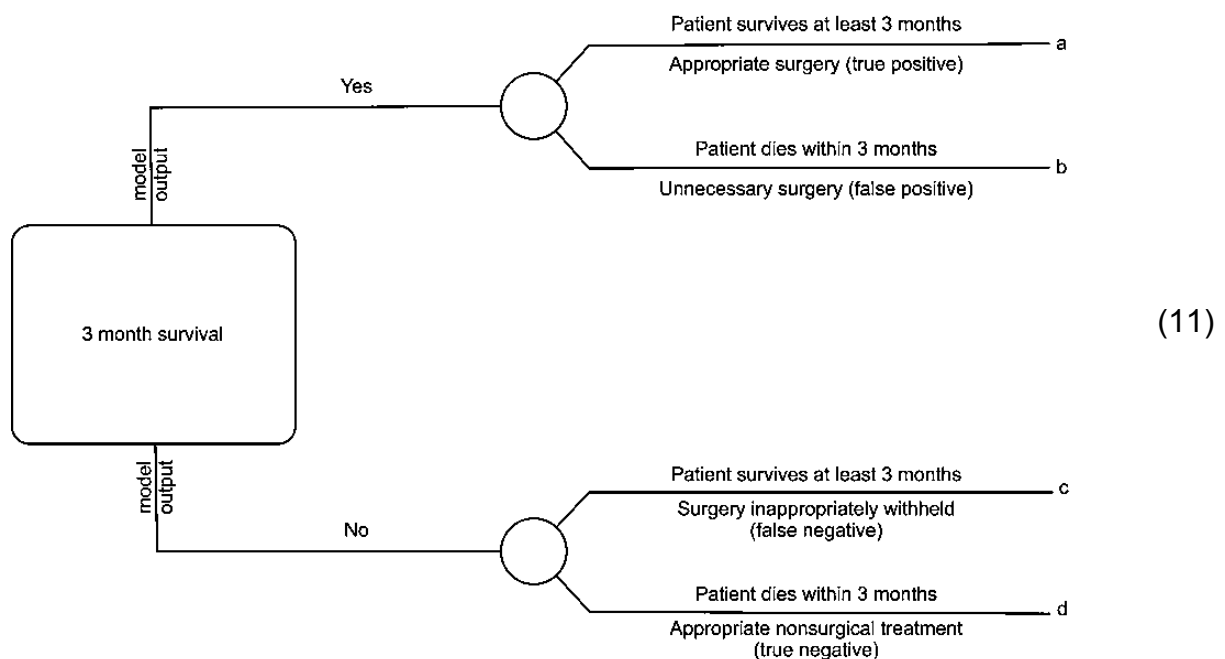 Patient survives at least 3 months
a
Appropriate surgery (true positive)
Yes
Patient dies within 3 months
b
Unnecessary surgery (false positive)
model
output
3 month survival
(11)
model
output
Patient survives at least 3 months
c
Surgery inappropriately withheld
(false negative)
No
Patient dies within 3 months
d
Appropriate nonsurgical treatment
(true negative)